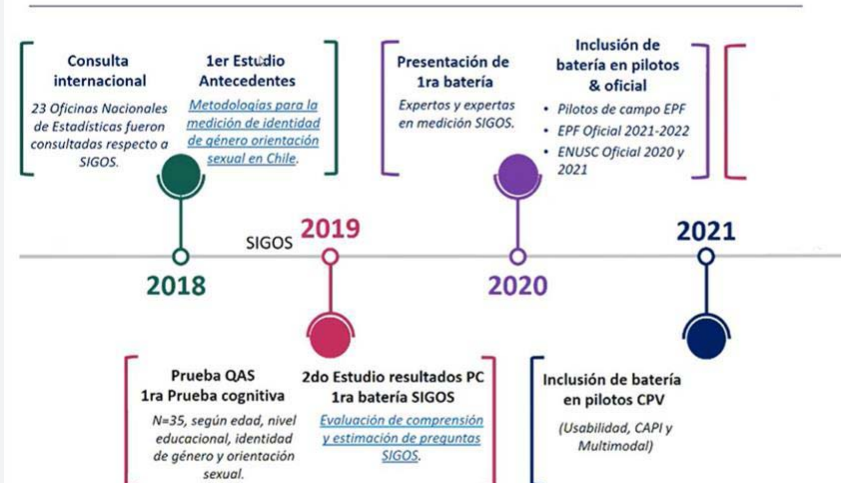 Consulta
internacional
23 Oficinas Nacionales
de Estadísticas fueron
consultadas respecto a
SIGOS.
1er Estudio
Antecedentes
Metodologías para la
medición de identidad
de género orientación
sexual en Chile.
Presentación de
1ra batería
Expertos y expertas
en medición SIGOS.
Inclusión de
batería en pilotos
& oficial
• Pilotos de campo EPF
• EPF Oficial 2021-2022
• ENUSC Oficial 2020 y
2021
2018
SIGOS
2019
2020
2021
Prueba QAS
1ra Prueba cognitiva
N=35, según edad, nivel
educacional, identidad
de género y orientación
sexual.
2do Estudio resultados PC
1ra batería SIGOS
Evaluación de comprensión
y estimación de preguntas
SIGOS.
Inclusión de batería
en pilotos CPV
(Usabilidad, CAPI y
Multimodal)